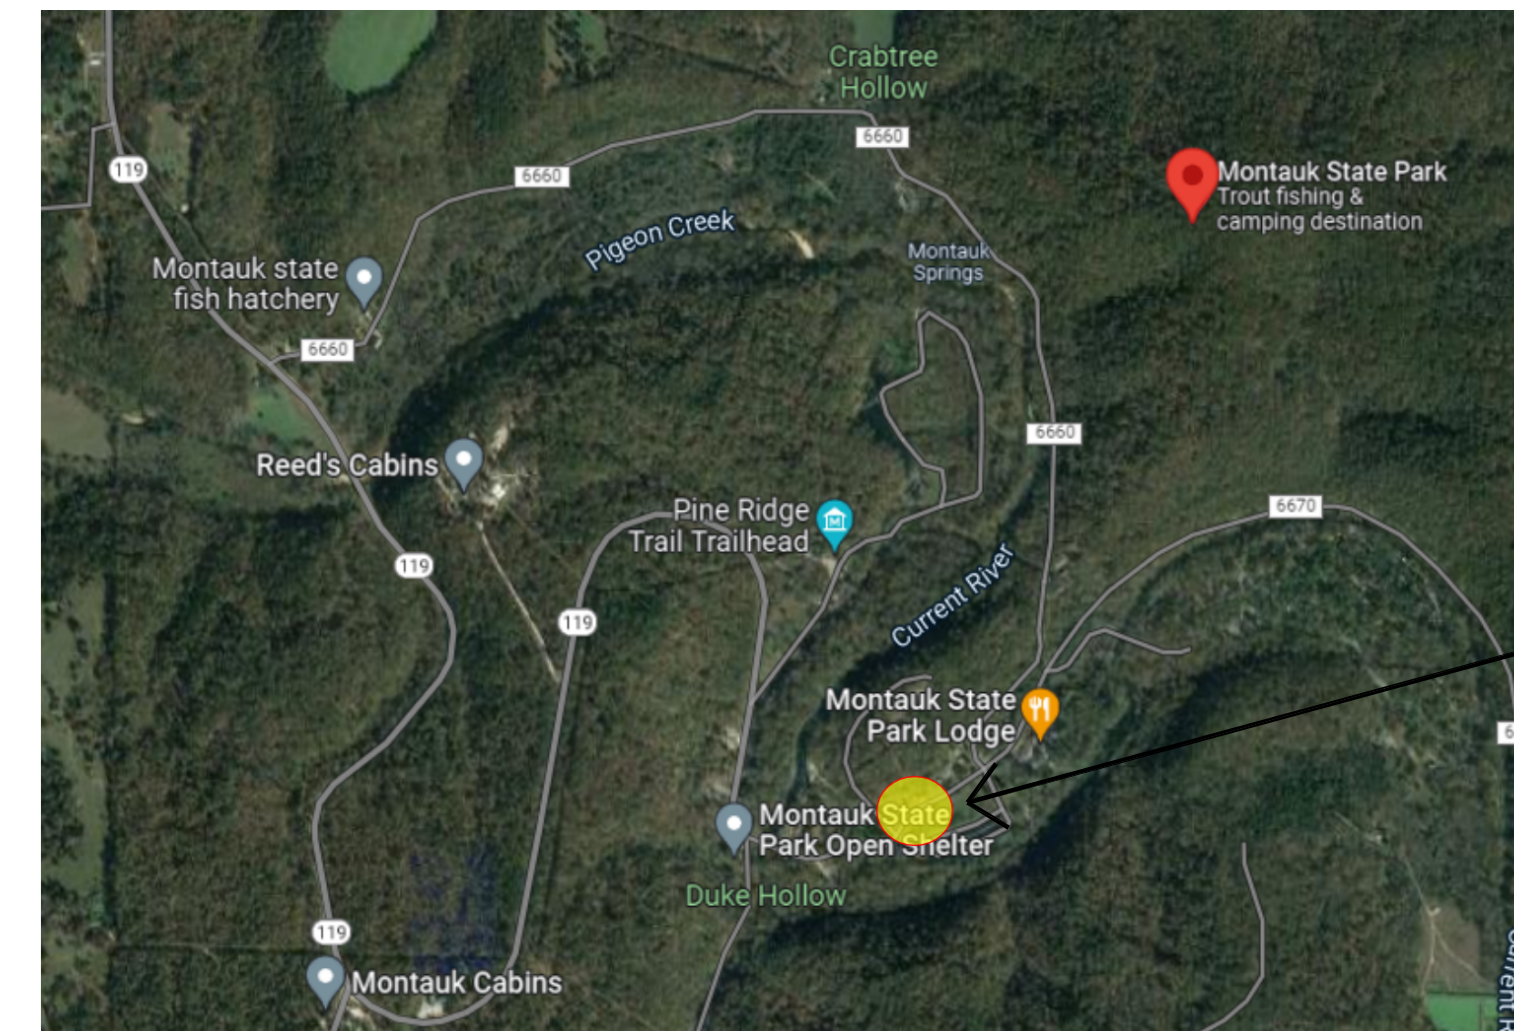 Crabtree
Hollow
6660
119
6660
Montauk State Park
Trout fishing &
camping destination
Pigeon Creek
Montauk
Springs
Montauk state
fish hatchery
6660
6660
Reed's Cabins
6670
Pine Ridge
Trail Trailhead
119
Current River
119
Montauk State
Park Lodge
6
Montauk State
Park Open Shelter
Duke Hollow
119
Montauk Cabins